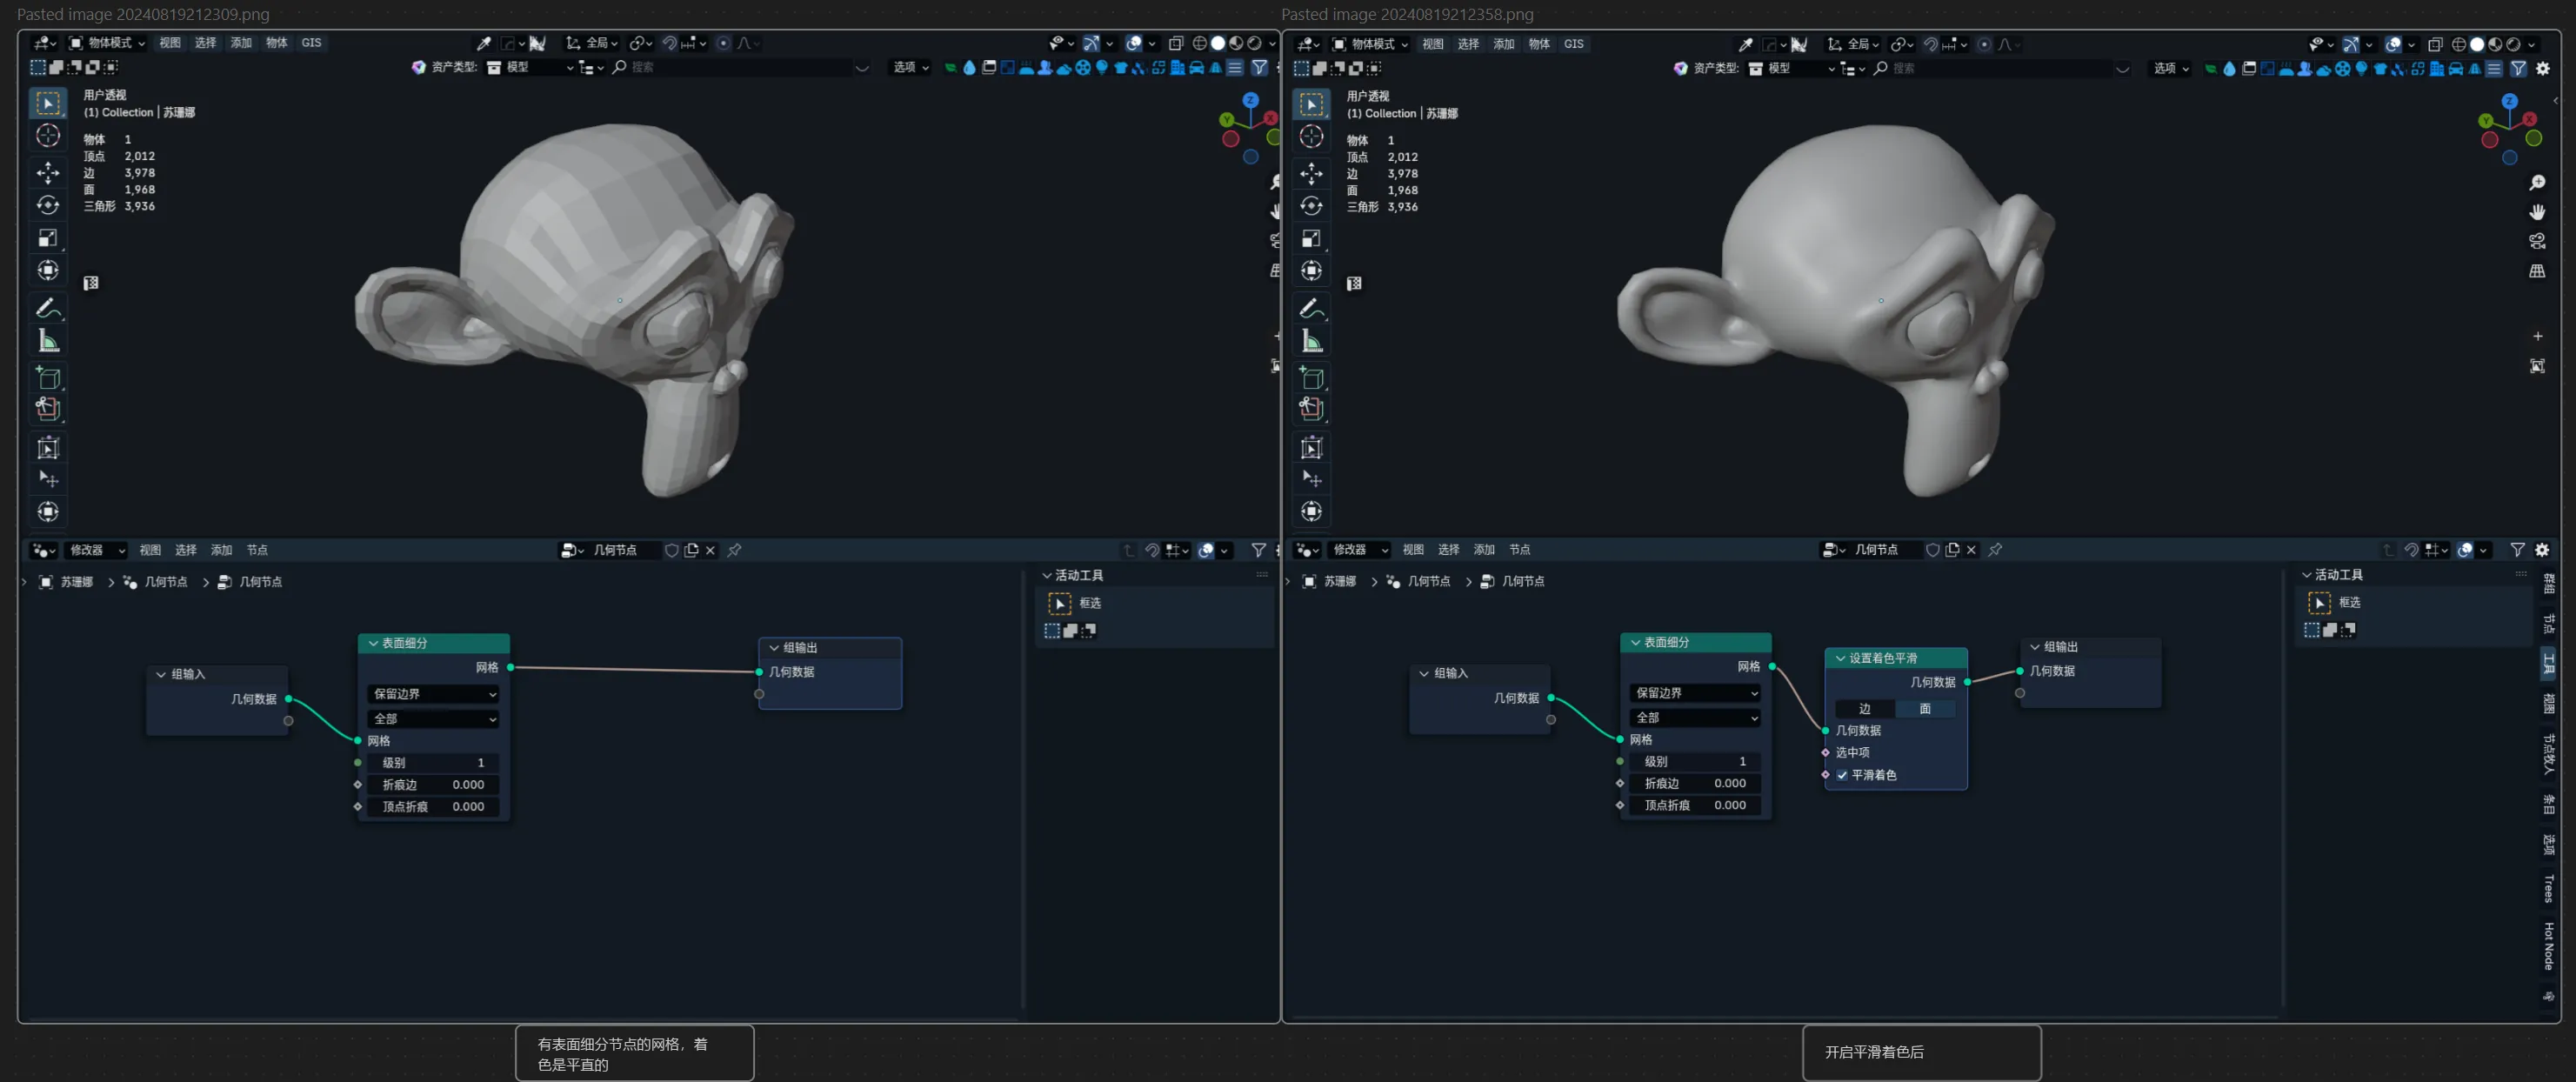 Pasted image 20240819212309.png
物体模式 视图 选择 添加 物体 GIS
全局
资产类型: 模型 搜索 选项
用户透视
(1) Collection | 苏珊娜
物体 1
顶点 2,012
边 3,978
面 1,968
三角形 3,936
Z
Y
X
修改器 视图 选择 添加 节点
几何节点
苏珊娜 几何节点 几何节点
活动工具
框选
组输入
几何数据
表面细分
网格
保留边界
全部
网格
级别 1
折痕边 0.000
顶点折痕 0.000
组输出
几何数据
有表面细分节点的网格，着
色是平直的
Pasted image 20240819212358.png
物体模式 视图 选择 添加 物体 GIS
全局
资产类型: 模型 搜索 选项
用户透视
(1) Collection | 苏珊娜
物体 1
顶点 2,012
边 3,978
面 1,968
三角形 3,936
Z
Y
X
修改器 视图 选择 添加 节点
几何节点
苏珊娜 几何节点 几何节点
活动工具
框选
组输入
几何数据
表面细分
网格
保留边界
全部
网格
级别 1
折痕边 0.000
顶点折痕 0.000
设置着色平滑
几何数据
边 面
几何数据
选中项
平滑着色
组输出
几何数据
群组
节点
工具
视图
节点牧人
条目
选项
Trees
Hot Node
开启平滑着色后